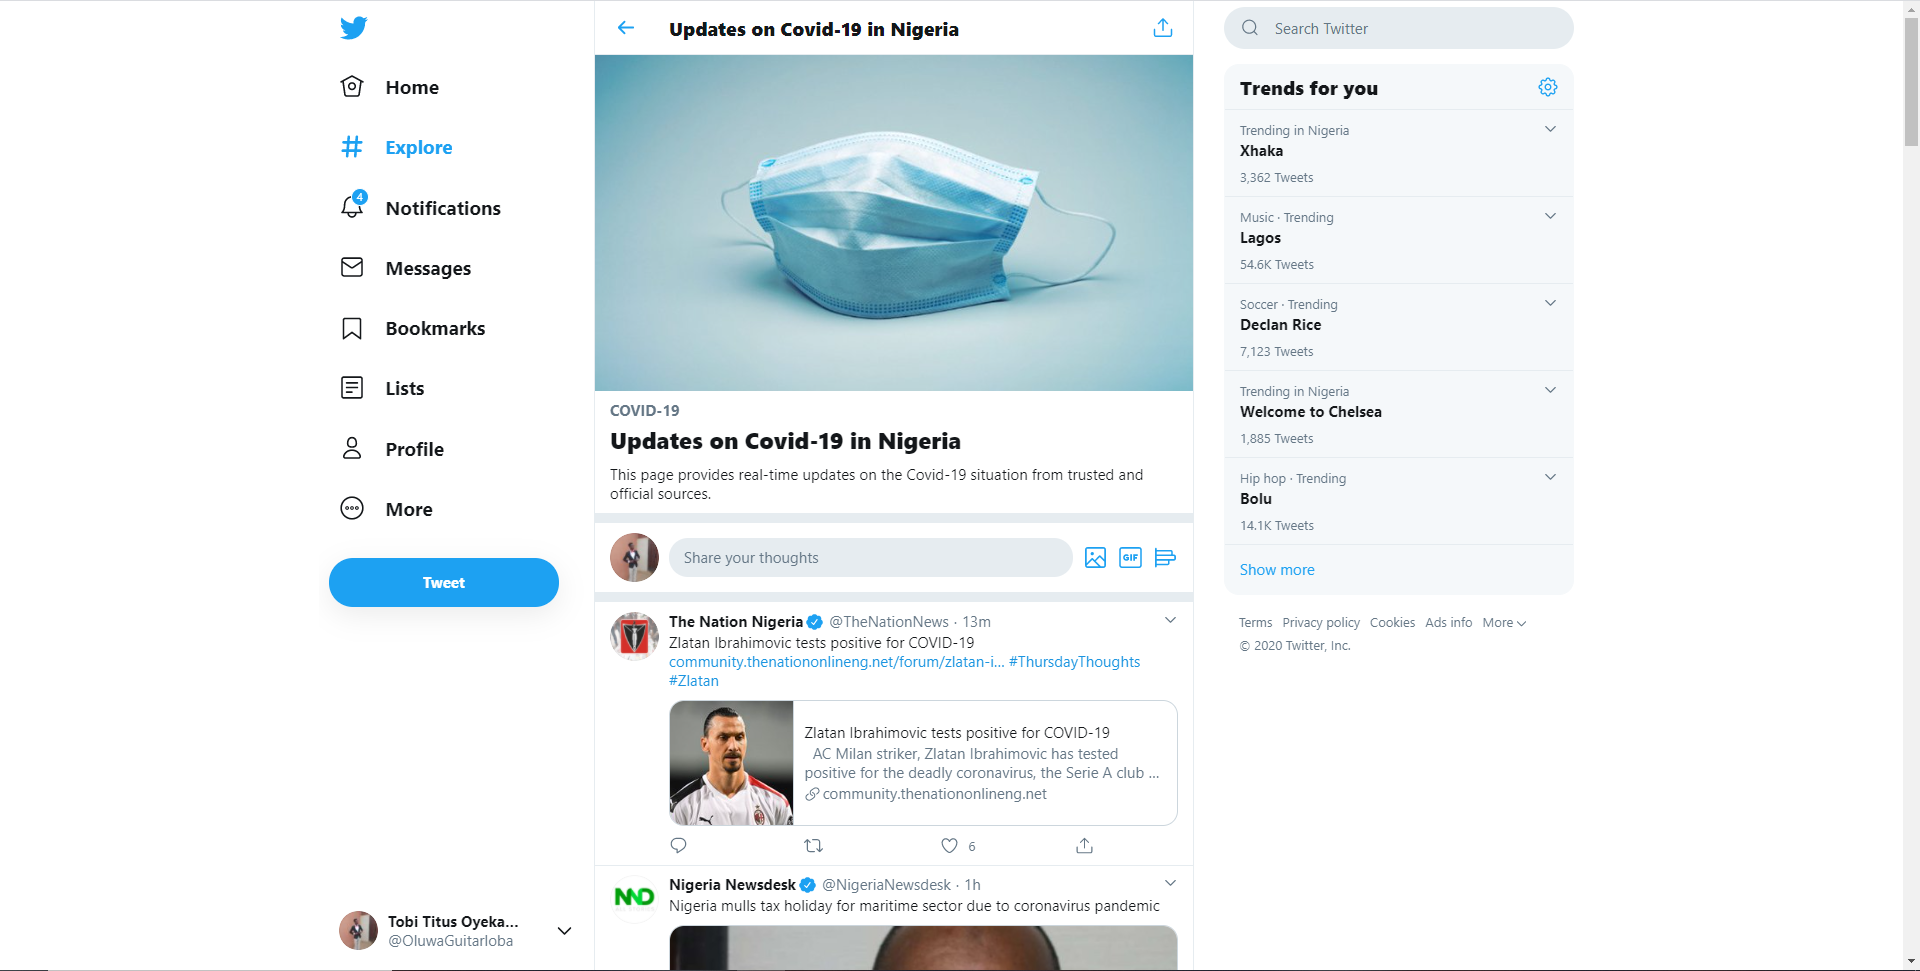 Home
Explore
4
Notifications
Messages
Bookmarks
Lists
Profile
More
Tweet
Tobi Titus Oyeka...
@OluwaGuitarloba
Updates on Covid-19 in Nigeria
COVID-19
Updates on Covid-19 in Nigeria
This page provides real-time updates on the Covid-19 situation from trusted and
official sources.
Share your thoughts
GIF
The Nation Nigeria @TheNationNews · 13m
Zlatan Ibrahimovic tests positive for COVID-19
community.thenationonlineng.net/forum/zlatan-i... #ThursdayThoughts
#Zlatan
Zlatan Ibrahimovic tests positive for COVID-19
AC Milan striker, Zlatan Ibrahimovic has tested
positive for the deadly coronavirus, the Serie A club ...
community.thenationonlineng.net
6
NND
Nigeria Newsdesk @NigeriaNewsdesk · 1h
Nigeria mulls tax holiday for maritime sector due to coronavirus pandemic
Search Twitter
Trends for you
Trending in Nigeria
Xhaka
3,362 Tweets
Music · Trending
Lagos
54.6K Tweets
Soccer · Trending
Declan Rice
7,123 Tweets
Trending in Nigeria
Welcome to Chelsea
1,885 Tweets
Hip hop · Trending
Bolu
14.1K Tweets
Show more
Terms Privacy policy Cookies Ads info More
© 2020 Twitter, Inc.